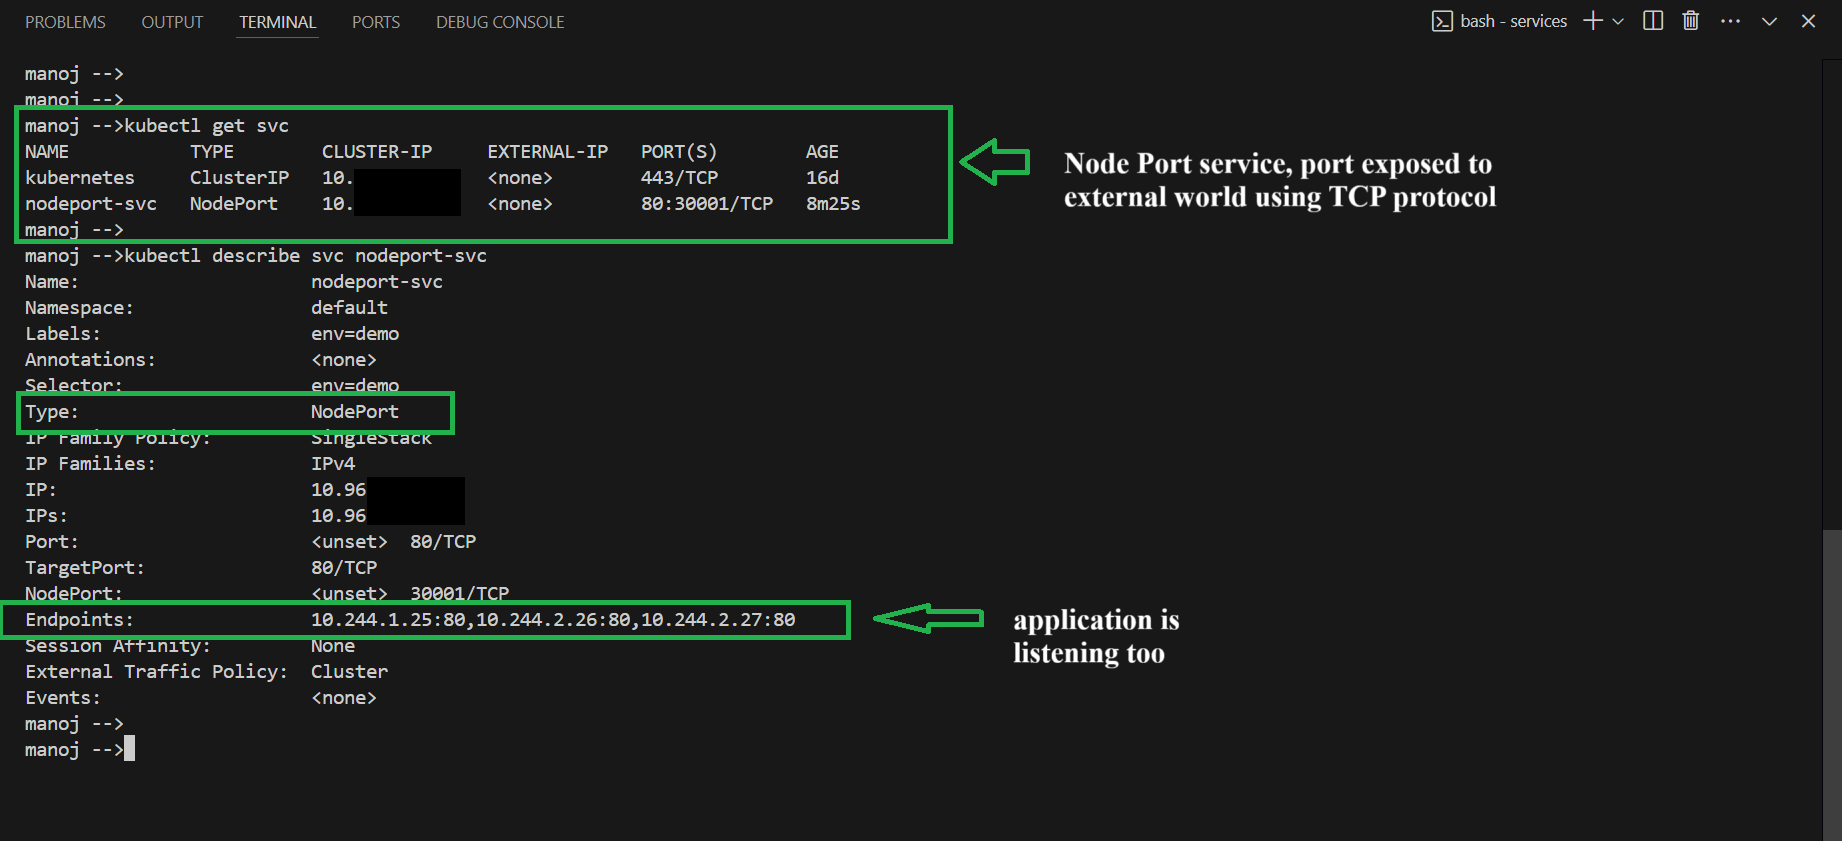 PROBLEMS OUTPUT TERMINAL PORTS DEBUG CONSOLE bash - services
manoj -->
manoj -->
manoj -->kubectl get svc
NAME TYPE CLUSTER-IP EXTERNAL-IP PORT(S) AGE
kubernetes ClusterIP 10. <none> 443/TCP 16d
nodeport-svc NodePort 10. <none> 80:30001/TCP 8m25s
manoj -->
Node Port service, port exposed to
external world using TCP protocol
manoj -->kubectl describe svc nodeport-svc
Name: nodeport-svc
Namespace: default
Labels: env=demo
Annotations: <none>
Selector: env=demo
Type: NodePort
IP Family Policy: SingleStack
IP Families: IPv4
IP: 10.96
IPs: 10.96
Port: <unset> 80/TCP
TargetPort: 80/TCP
NodePort: <unset> 30001/TCP
Endpoints: 10.244.1.25:80,10.244.2.26:80,10.244.2.27:80
application is
listening too
Session Affinity: None
External Traffic Policy: Cluster
Events: <none>
manoj -->
manoj -->